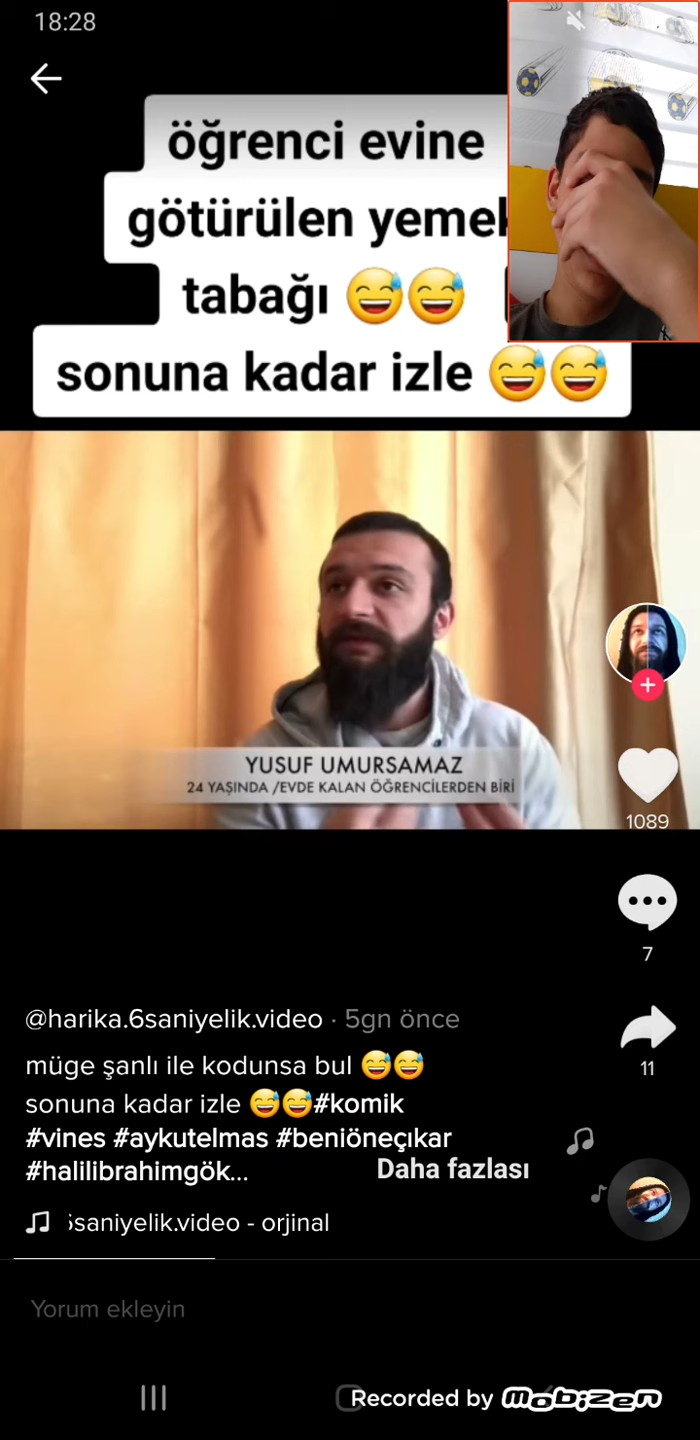 18:28
öğrenci evine
götürülen yemek
tabağı 😅😅
sonuna kadar izle 😅😅
YUSUF UMURSAMAZ
24 YAŞINDA /EVDE KALAN ÖĞRENCİLERDEN BİRİ
1089
7
11
@harika.6saniyelik.video · 5gn önce
müge şanlı ile kodunsa bul 😅😅
sonuna kadar izle 😅😅#komik
#vines #aykutelmas #beniöneçıkar
#halilibrahimgök... Daha fazlası
saniyelik.video - orjinal
Yorum ekleyin
Recorded by mobizen